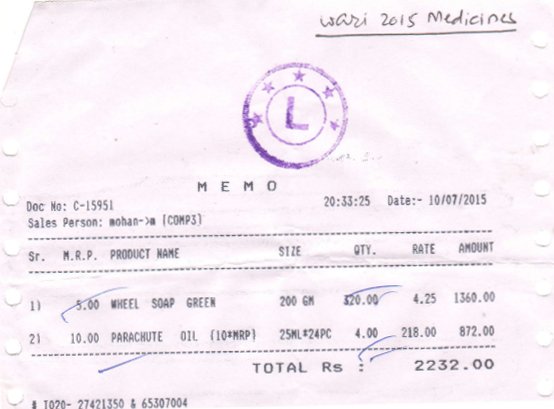 wari 2015 Medicines
L
M E M O
Doc No: C-15951 20:33:25 Date:- 10/07/2015
Sales Person: mohan->m (COMP3)
Sr. M.R.P. PRODUCT NAME SIZE QTY. RATE AMOUNT
1) 5.00 WHEEL SOAP GREEN 200 GM 320.00 4.25 1360.00
2) 10.00 PARACHUTE OIL (10*MRP) 25ML*24PC 4.00 218.00 872.00
TOTAL Rs : 2232.00
# TO20- 27421350 & 65307004